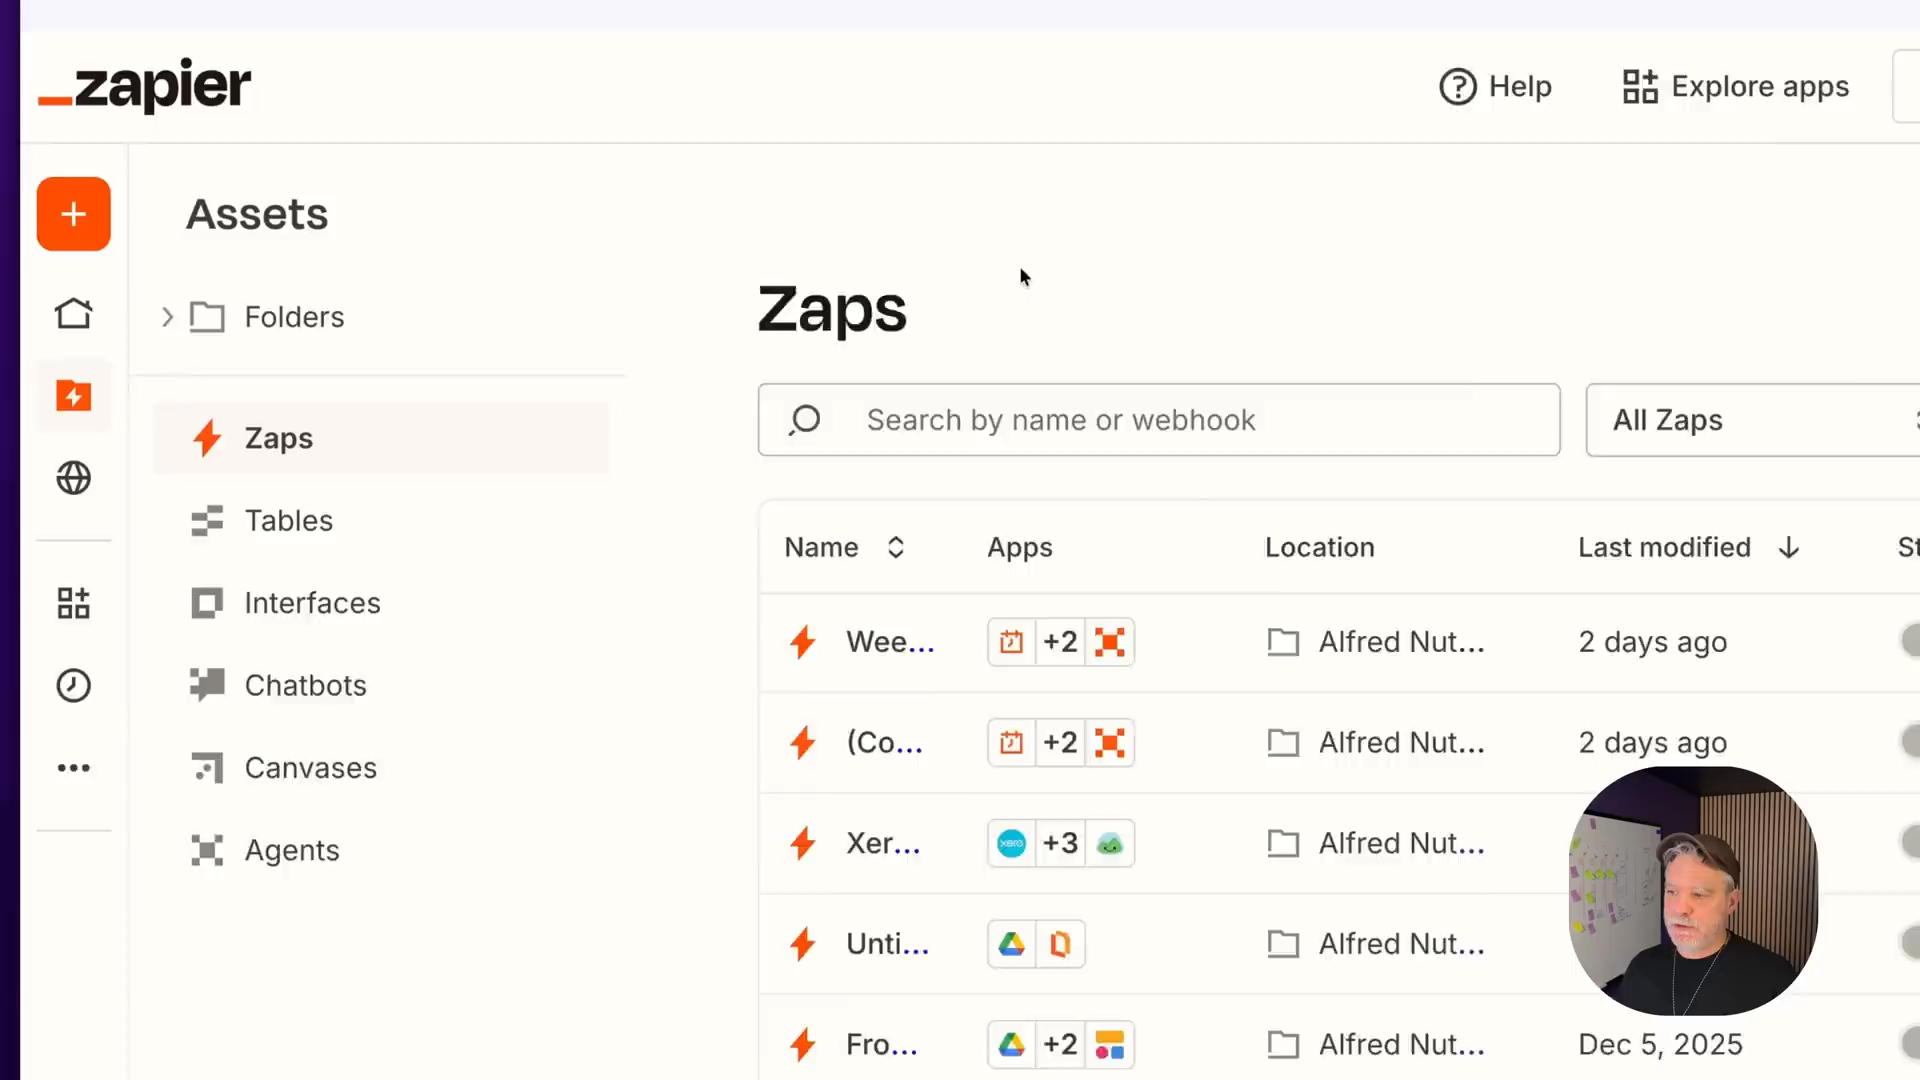 zapier
Help
Explore apps
Assets
Folders
Zaps
Tables
Interfaces
Chatbots
Canvases
Agents
Zaps
Search by name or webhook
All Zaps
Name Apps Location Last modified
Wee... +2 Alfred Nut... 2 days ago
(Co... +2 Alfred Nut... 2 days ago
Xer... xero +3 Alfred Nut...
Unti... Alfred Nut...
Fro... +2 Alfred Nut... Dec 5, 2025